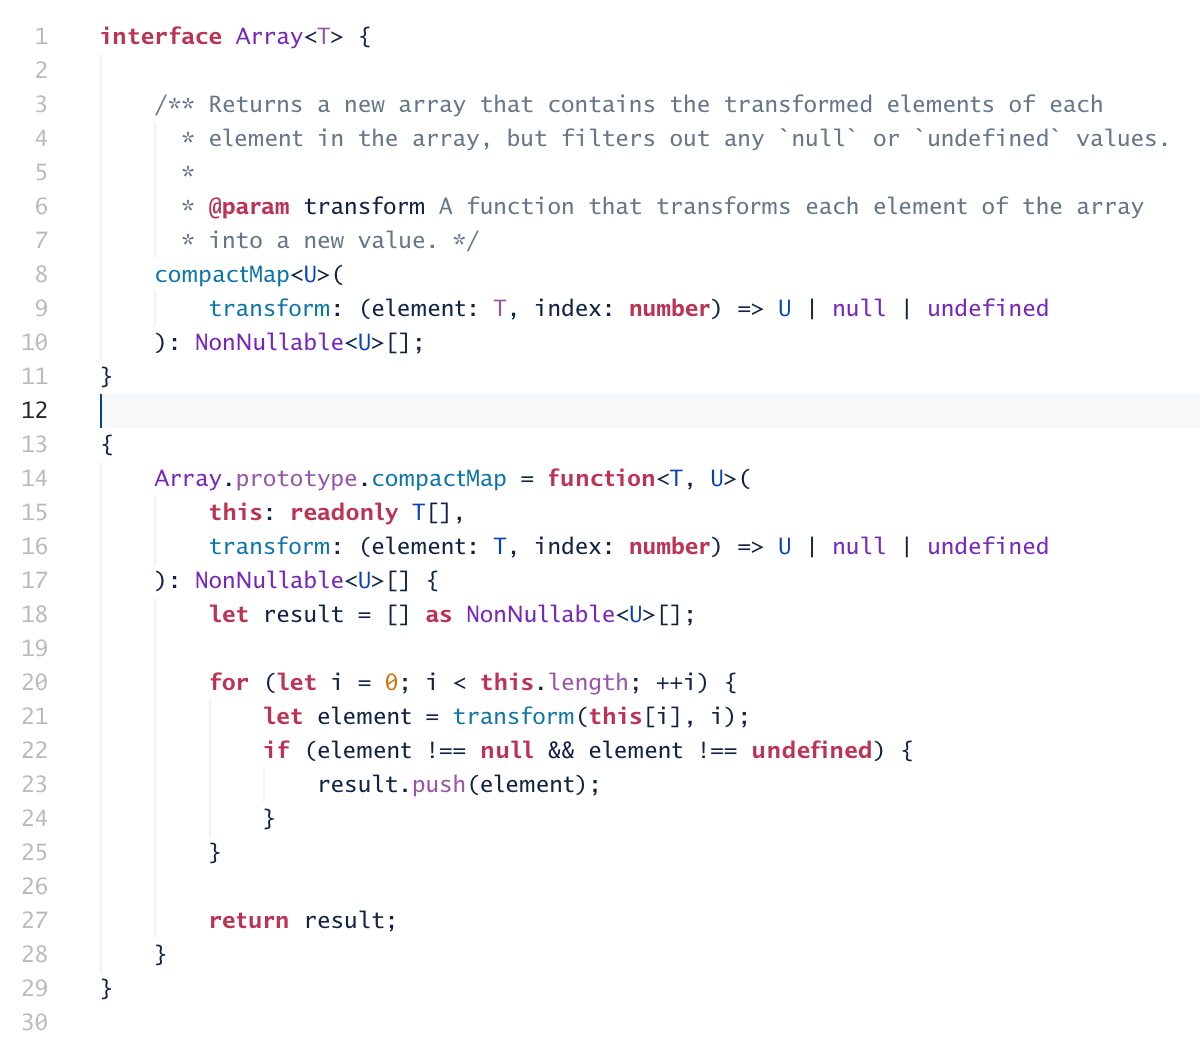 1 interface Array<T> {
2
3 /** Returns a new array that contains the transformed elements of each
4 * element in the array, but filters out any `null` or `undefined` values.
5 *
6 * @param transform A function that transforms each element of the array
7 * into a new value. */
8 compactMap<U>(
9 transform: (element: T, index: number) => U | null | undefined
10 ): NonNullable<U>[];
11 }
12
13 {
14 Array.prototype.compactMap = function<T, U>(
15 this: readonly T[],
16 transform: (element: T, index: number) => U | null | undefined
17 ): NonNullable<U>[] {
18 let result = [] as NonNullable<U>[];
19
20 for (let i = 0; i < this.length; ++i) {
21 let element = transform(this[i], i);
22 if (element !== null && element !== undefined) {
23 result.push(element);
24 }
25 }
26
27 return result;
28 }
29 }
30